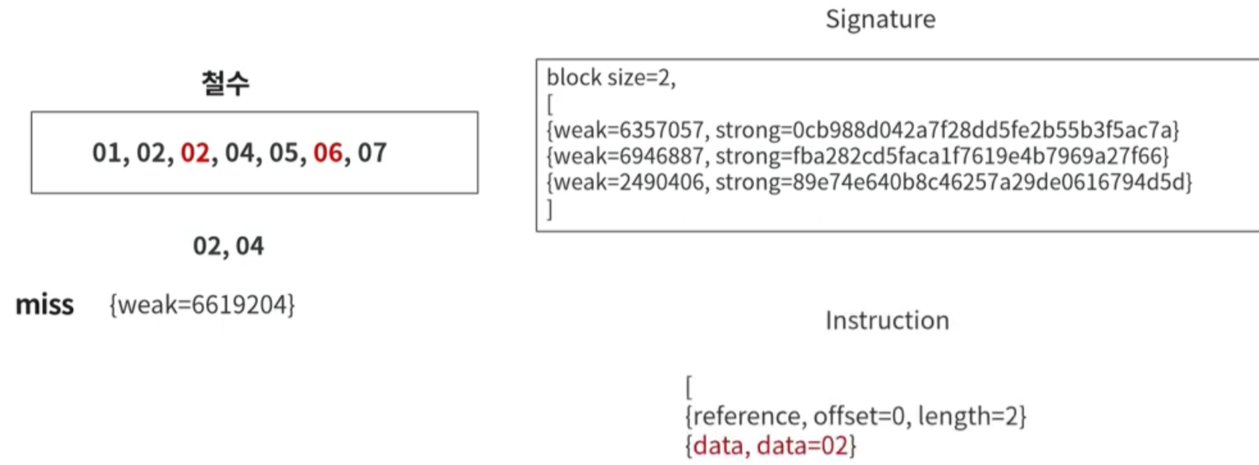 Signature
철수
01, 02, 02, 04, 05, 06, 07
block size=2,
[
{weak=6357057, strong=0cb988d042a7f28dd5fe2b55b3f5ac7a}
{weak=6946887, strong=fba282cd5faca1f7619e4b7969a27f66}
{weak=2490406, strong=89e74e640b8c46257a29de0616794d5d}
]
02, 04
miss {weak=6619204}
Instruction
[
{reference, offset=0, length=2}
{data, data=02}